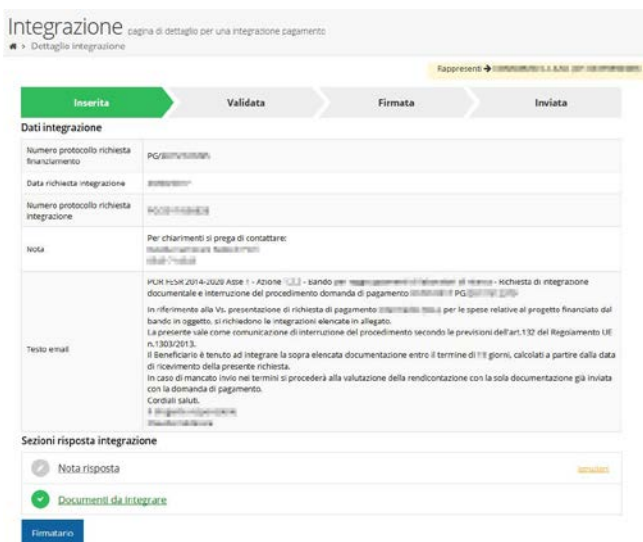 Integrazione pagina di dettaglio per una integrazione pagamento
> Dettaglio integrazione
Rappresenti
Inserita Validata Firmata Inviata
Dati integrazione
Numero protocollo richiesta
finanziamento
PG/
Data richiesta integrazione
Numero protocollo richiesta
integrazione
Nota
Per chiarimenti si prega di contattare:
Testo email
POR FESR 2014-2020 Asse 1 - Azione - Bando per - Richiesta di integrazione
documentale e interruzione del procedimento domanda di pagamento PG
In riferimento alla Vs. presentazione di richiesta di pagamento per le spese relative al progetto finanziato dal
bando in oggetto, si richiedono le integrazioni elencate in allegato.
La presente vale come comunicazione di interruzione del procedimento secondo le previsioni dell'art.132 del Regolamento UE
n.1303/2013.
Il Beneficiario è tenuto ad integrare la sopra elencata documentazione entro il termine di giorni, calcolati a partire dalla data
di ricevimento della presente richiesta.
In caso di mancato invio nei termini si procederà alla valutazione della rendicontazione con la sola documentazione già inviata
con la domanda di pagamento.
Cordiali saluti.
Sezioni risposta integrazione
Nota risposta
Documenti da integrare
Firmatario